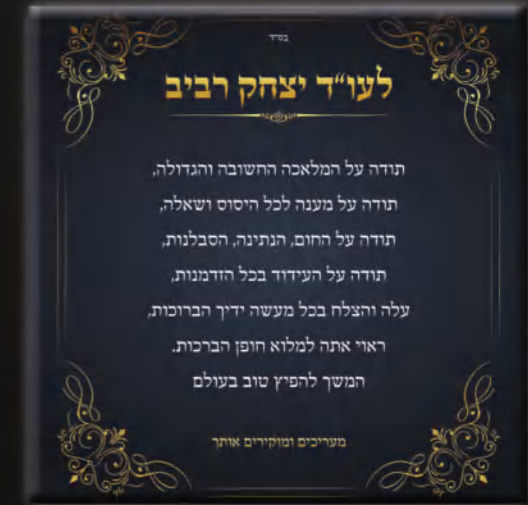 בס״ד
לעו״ד יצחק רביב
תודה על המלאכה החשובה והגדולה,
תודה על מענה לכל היסוס ושאלה,
תודה על החום, הנתינה, הסבלנות,
תודה על העידוד בכל הזדמנות,
עלה והצלח בכל מעשה ידיך הברוכות,
ראוי אתה למלוא חופן הברכות.
המשך להפיץ טוב בעולם
מעריכים ומוקירים אותך